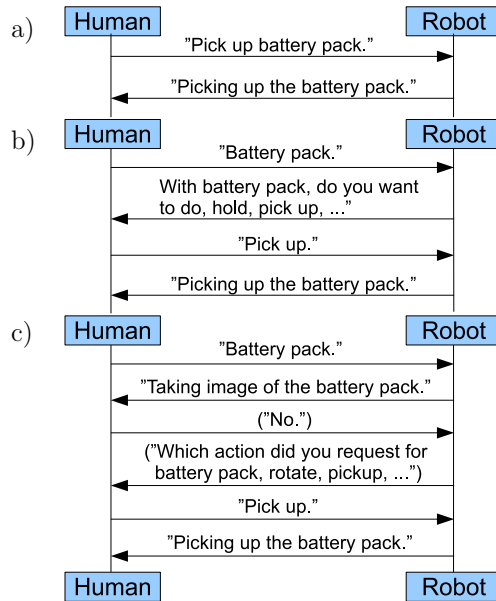 a)
Human Robot
”Pick up battery pack.”
”Picking up the battery pack.”
b)
Human Robot
”Battery pack.”
With battery pack, do you want
to do, hold, pick up, ...”
”Pick up.”
”Picking up the battery pack.”
c)
Human Robot
”Battery pack.”
”Taking image of the battery pack.”
(”No.”)
(”Which action did you request for
battery pack, rotate, pickup, ...”)
”Pick up.”
”Picking up the battery pack.”
Human Robot